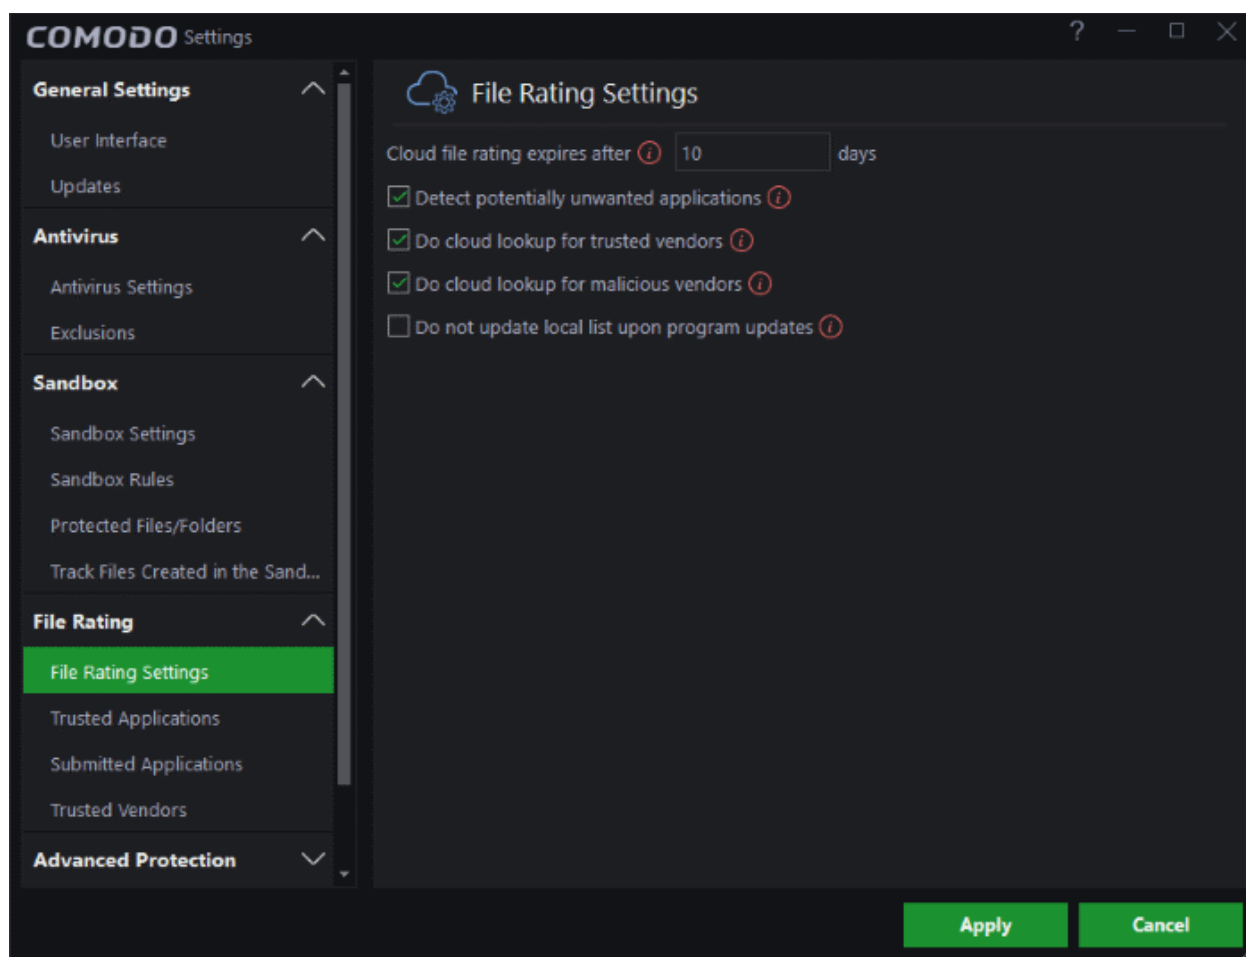 COMODO Settings
?
General Settings
User Interface
Updates
Antivirus
Antivirus Settings
Exclusions
Sandbox
Sandbox Settings
Sandbox Rules
Protected Files/Folders
Track Files Created in the Sand...
File Rating
File Rating Settings
Trusted Applications
Submitted Applications
Trusted Vendors
Advanced Protection
File Rating Settings
Cloud file rating expires after i 10 days
Detect potentially unwanted applications i
Do cloud lookup for trusted vendors i
Do cloud lookup for malicious vendors i
Do not update local list upon program updates i
Apply Cancel